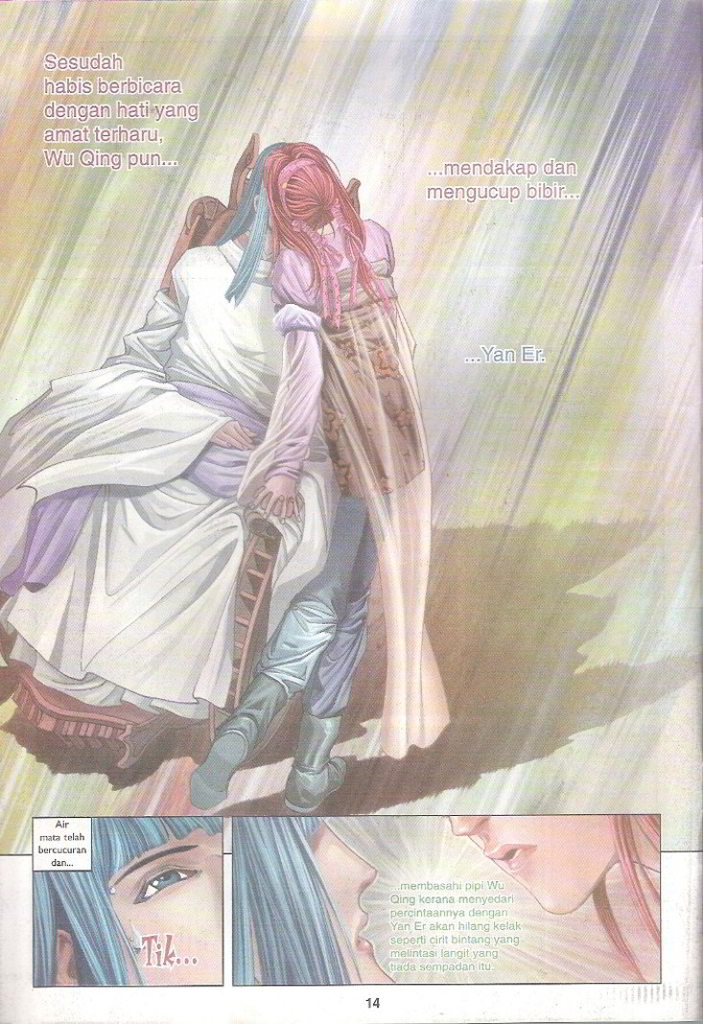 Sesudah
habis berbicara
dengan hati yang
amat terharu,
Wu Qing pun...
...mendakap dan
mengucup bibir...
...Yan Er.
Air
mata telah
bercucuran
dan...
Tik...
...membasahi pipi Wu
Qing kerana menyedari
percintaannya dengan
Yan Er akan hilang kelak
seperti cirit bintang yang
melintasi langit yang
tiada sempadan itu.
14